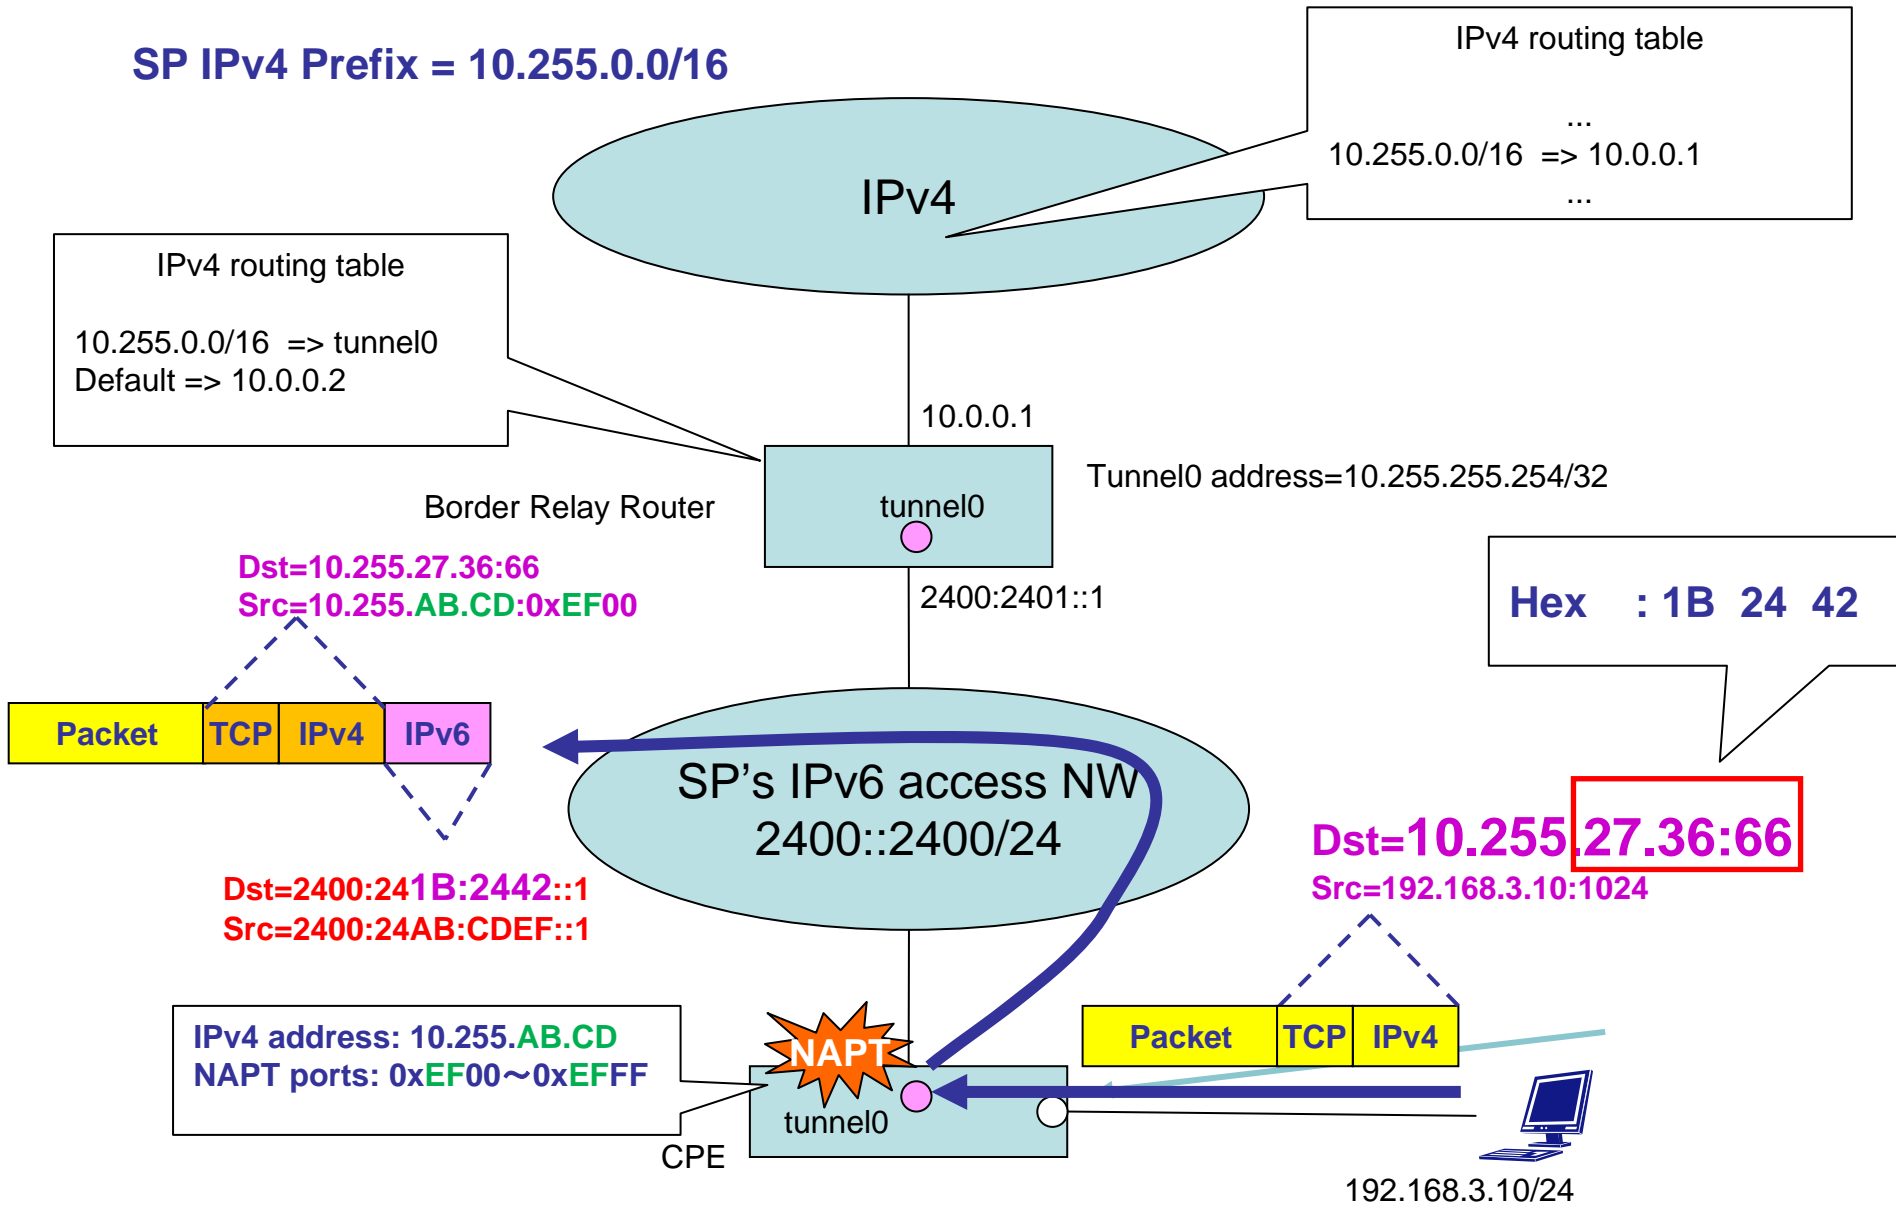 SP IPv4 Prefix = 10.255.0.0/16
IPv4 routing table
...
10.255.0.0/16  => 10.0.0.1
...
IPv4
IPv4 routing table
10.255.0.0/16  => tunnel0
Default => 10.0.0.2
10.0.0.1
Tunnel0 address=10.255.255.254/32
Border Relay Router
tunnel0
2400:2401::1
Dst=10.255.27.36:66
Src=10.255.AB.CD:0xEF00
Hex : 1B 24 42
Packet TCP IPv4 IPv6
SP’s IPv6 access NW
2400::2400/24
Dst=10.255.27.36:66
Src=192.168.3.10:1024
Dst=2400:241B:2442::1
Src=2400:24AB:CDEF::1
IPv4 address: 10.255.AB.CD
NAPT ports: 0xEF00～0xEFFF
NAPT
Packet TCP IPv4
tunnel0
CPE
192.168.3.10/24